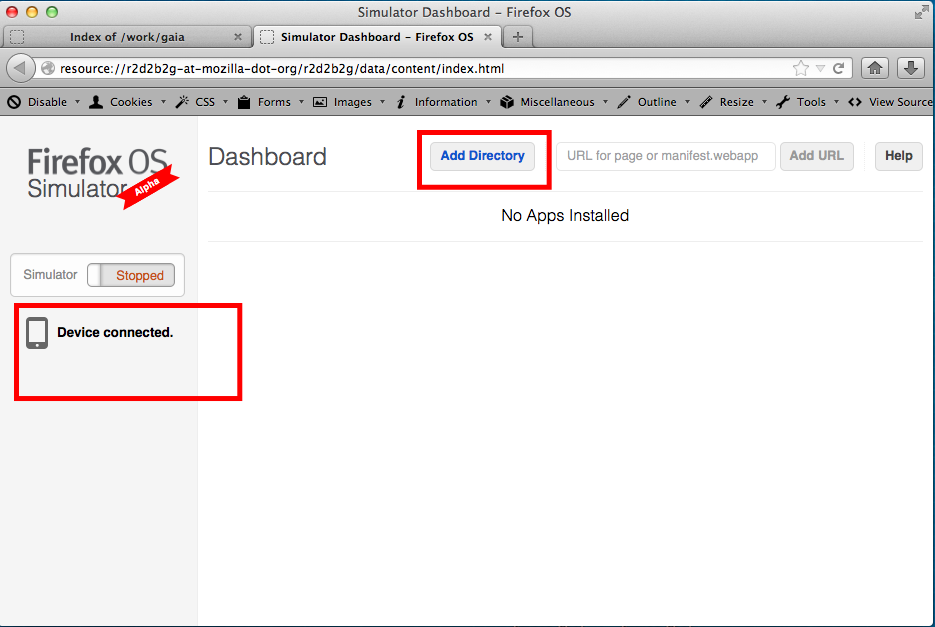 Simulator Dashboard – Firefox OS
Index of /work/gaia
Simulator Dashboard – Firefox OS
resource://r2d2b2g-at-mozilla-dot-org/r2d2b2g/data/content/index.html
Disable Cookies CSS Forms Images Information Miscellaneous Outline Resize Tools View Source
Firefox OS
Simulator
Alpha
Dashboard
Add Directory
URL for page or manifest.webapp
Add URL
Help
No Apps Installed
Simulator
Stopped
Device connected.